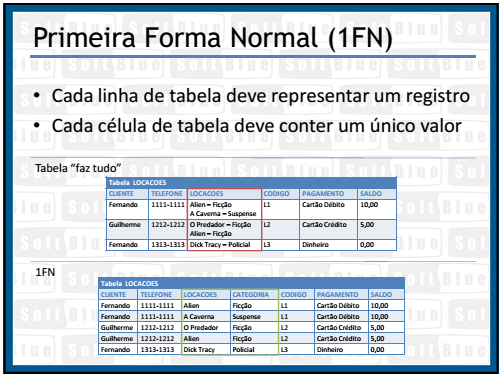 Primeira Forma Normal (1FN)
• Cada linha de tabela deve representar um registro
• Cada célula de tabela deve conter um único valor
Tabela "faz tudo"
Tabela LOCACOES
CLIENTE TELEFONE LOCACOES CODIGO PAGAMENTO SALDO
Fernando 1111-1111 Alien – Ficção L1 Cartão Débito 10,00
A Caverna – Suspense
Guilherme 1212-1212 O Predador – Ficção L2 Cartão Crédito 5,00
Alien – Ficção
Fernando 1313-1313 Dick Tracy – Policial L3 Dinheiro 0,00
1FN
Tabela LOCACOES
CLIENTE TELEFONE LOCACOES CATEGORIA CODIGO PAGAMENTO SALDO
Fernando 1111-1111 Alien Ficção L1 Cartão Débito 10,00
Fernando 1111-1111 A Caverna Suspense L1 Cartão Débito 10,00
Guilherme 1212-1212 O Predador Ficção L2 Cartão Crédito 5,00
Guilherme 1212-1212 Alien Ficção L2 Cartão Crédito 5,00
Fernando 1313-1313 Dick Tracy Policial L3 Dinheiro 0,00